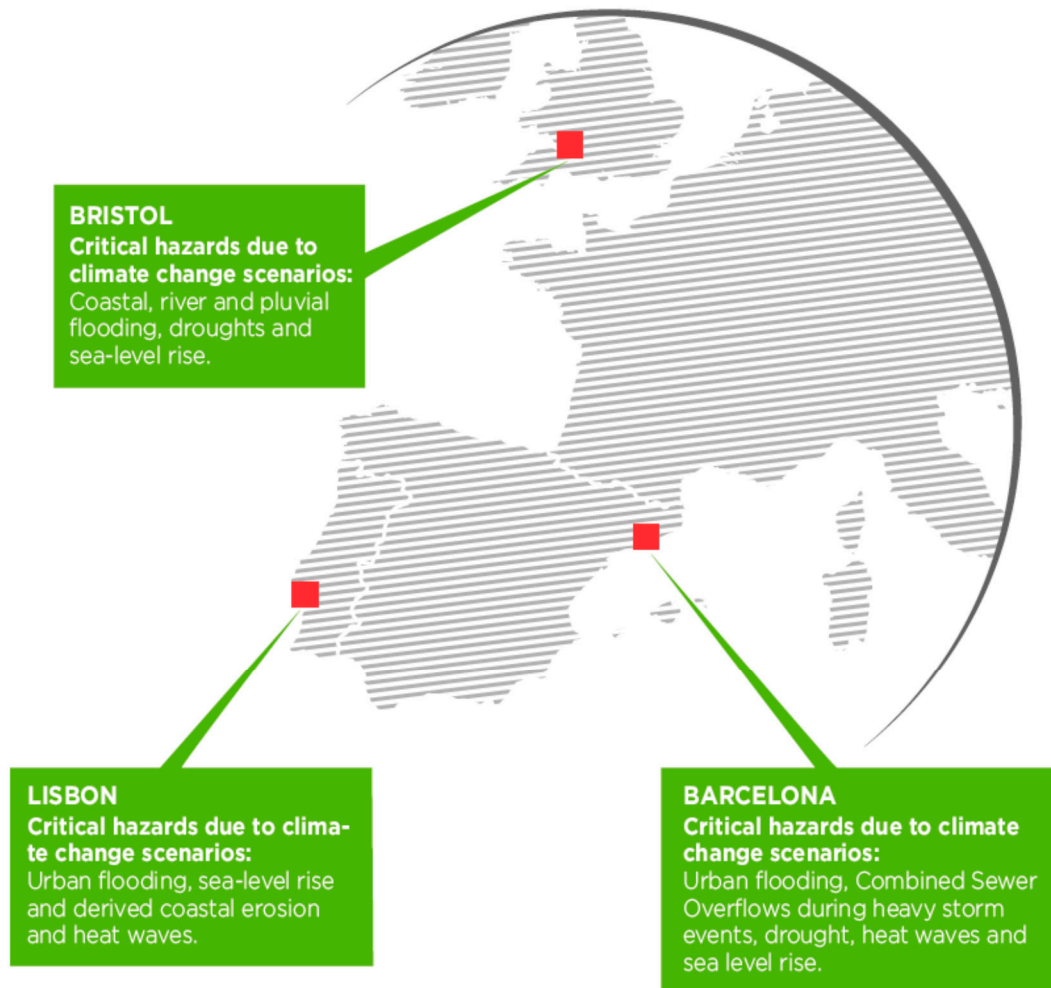 BRISTOL
Critical hazards due to
climate change scenarios:
Coastal, river and pluvial
flooding, droughts and
sea-level rise.
LISBON
Critical hazards due to clima-
te change scenarios:
Urban flooding, sea-level rise
and derived coastal erosion
and heat waves.
BARCELONA
Critical hazards due to climate
change scenarios:
Urban flooding, Combined Sewer
Overflows during heavy storm
events, drought, heat waves and
sea level rise.